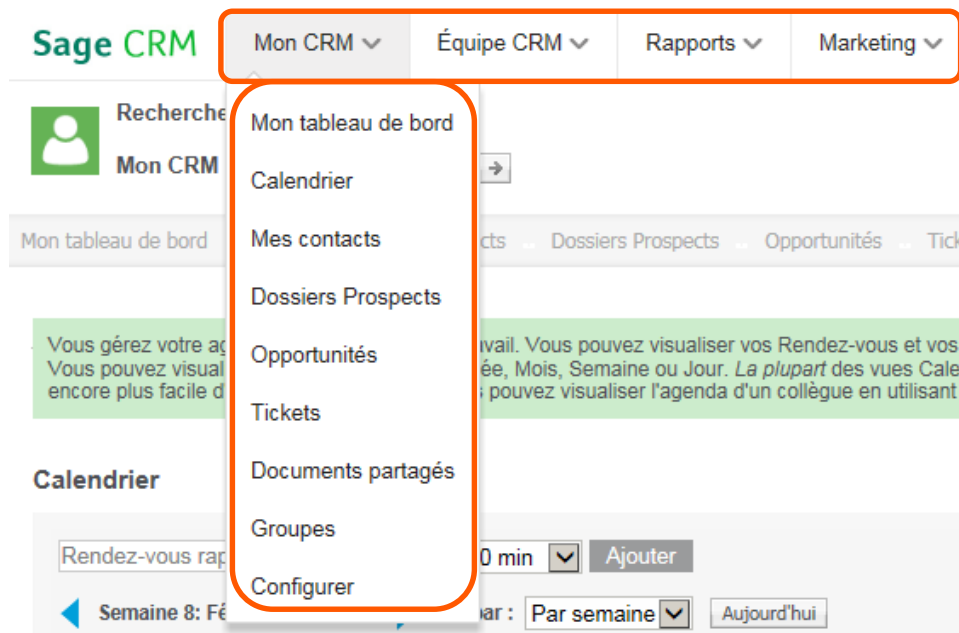 Sage CRM
Mon CRM Équipe CRM Rapports Marketing
Recherche
Mon CRM
Mon tableau de bord
Calendrier
Mes contacts
Dossiers Prospects
Opportunités
Tickets
Documents partagés
Groupes
Configurer
Mon tableau de bord cts Dossiers Prospects Opportunités Tick
Vous gérez votre ag vail. Vous pouvez visualiser vos Rendez-vous et vos
Vous pouvez visual ée, Mois, Semaine ou Jour. La plupart des vues Cale
encore plus facile d' s pouvez visualiser l'agenda d'un collègue en utilisant
Calendrier
Rendez-vous rap 0 min Ajouter
Semaine 8: Fé par : Par semaine Aujourd'hui